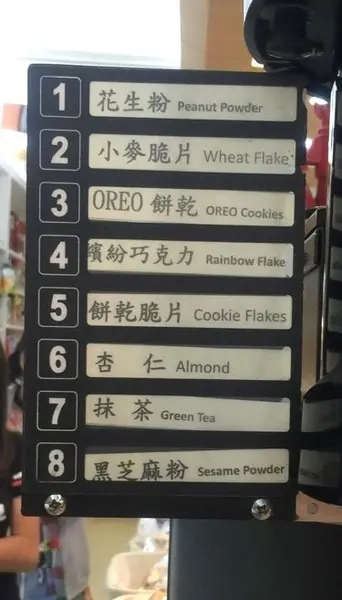 1 花生粉 Peanut Powder
2 小麥脆片 Wheat Flake
3 OREO 餅乾 OREO Cookies
4 繽紛巧克力 Rainbow Flake
5 餅乾脆片 Cookie Flakes
6 杏 仁 Almond
7 抹 茶 Green Tea
8 黑芝麻粉 Sesame Powder